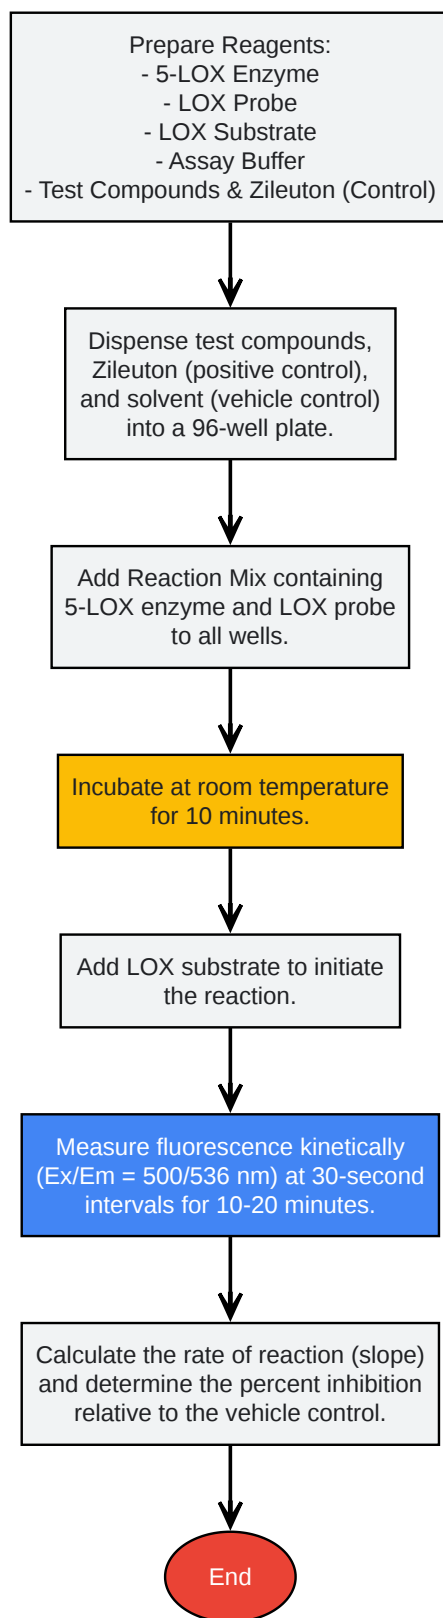 Prepare Reagents:
- 5-LOX Enzyme
- LOX Probe
- LOX Substrate
- Assay Buffer
- Test Compounds & Zileuton (Control)
Dispense test compounds,
Zileuton (positive control),
and solvent (vehicle control)
into a 96-well plate.
Add Reaction Mix containing
5-LOX enzyme and LOX probe
to all wells.
Incubate at room temperature
for 10 minutes.
Add LOX substrate to initiate
the reaction.
Measure fluorescence kinetically
(Ex/Em = 500/536 nm) at 30-second
intervals for 10-20 minutes.
Calculate the rate of reaction (slope)
and determine the percent inhibition
relative to the vehicle control.
End